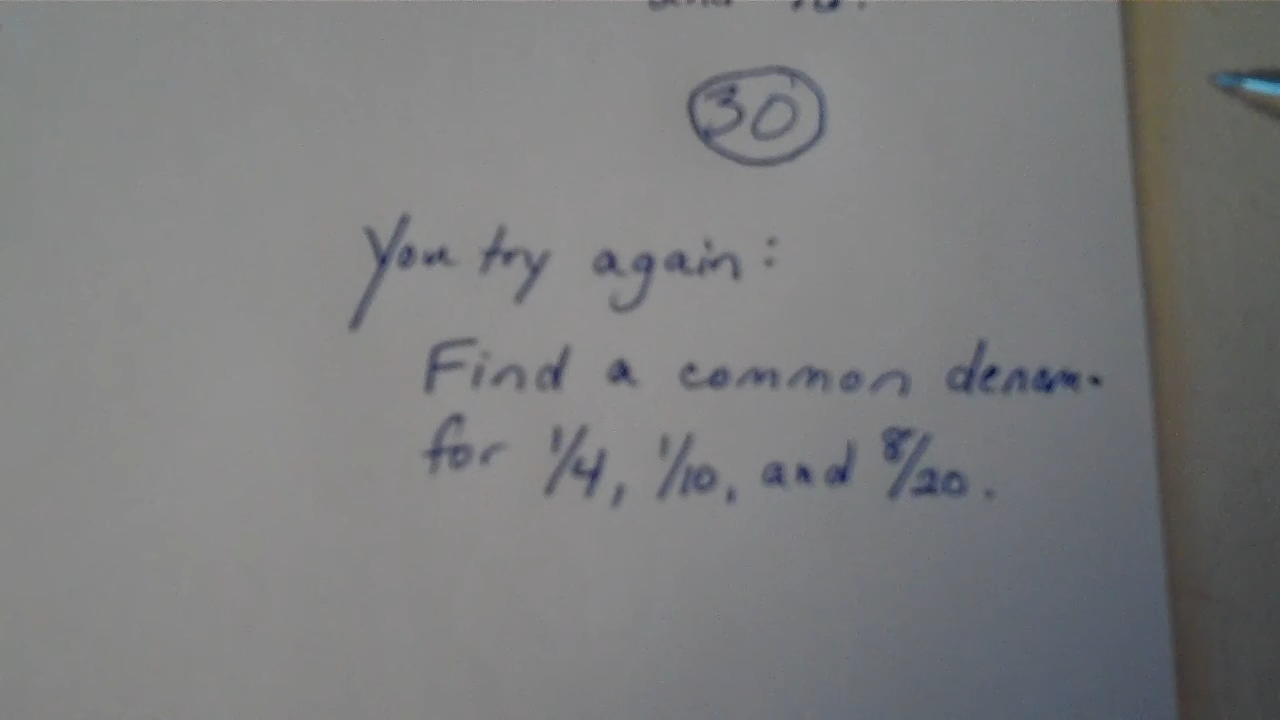 30
You try again:
Find a common denom.
for 1/4, 1/10, and 8/20.